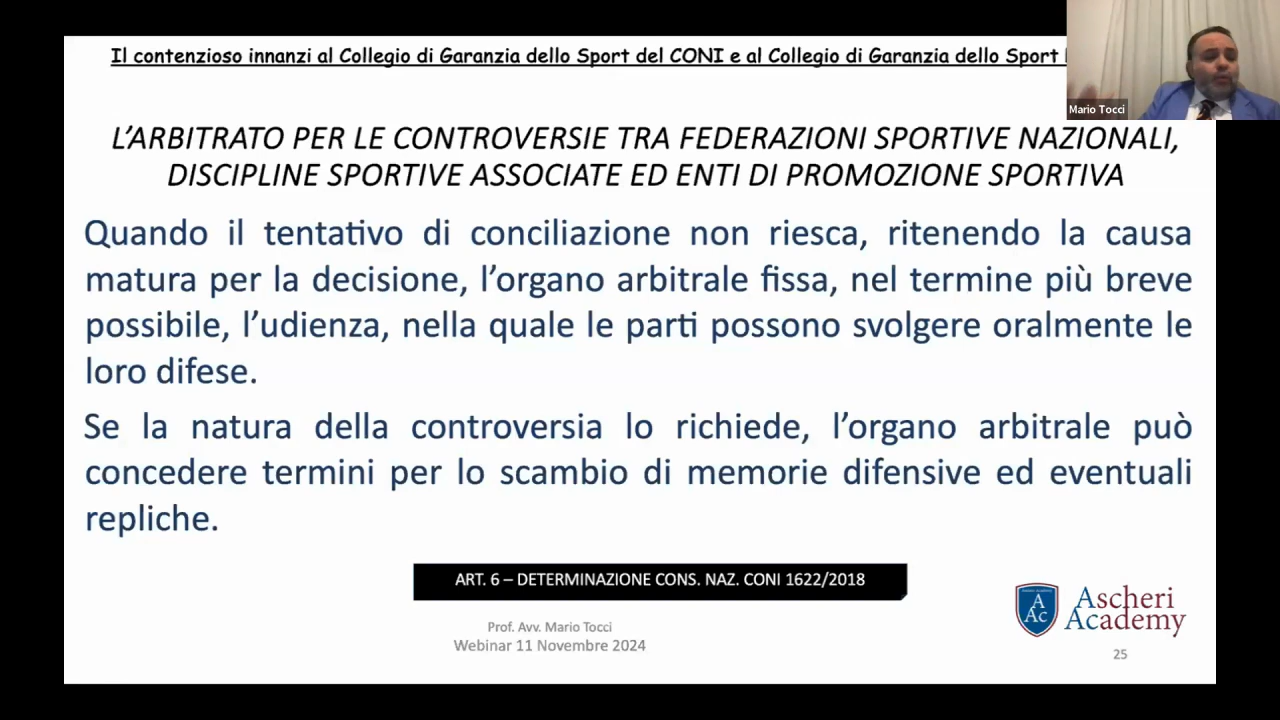 Il contenzioso innanzi al Collegio di Garanzia dello Sport del CONI e al Collegio di Garanzia dello Sport
Mario Tocci
L'ARBITRATO PER LE CONTROVERSIE TRA FEDERAZIONI SPORTIVE NAZIONALI,
DISCIPLINE SPORTIVE ASSOCIATE ED ENTI DI PROMOZIONE SPORTIVA
Quando il tentativo di conciliazione non riesca, ritenendo la causa
matura per la decisione, l'organo arbitrale fissa, nel termine più breve
possibile, l'udienza, nella quale le parti possono svolgere oralmente le
loro difese.
Se la natura della controversia lo richiede, l'organo arbitrale può
concedere termini per lo scambio di memorie difensive ed eventuali
repliche.
ART. 6 – DETERMINAZIONE CONS. NAZ. CONI 1622/2018
Prof. Avv. Mario Tocci
Webinar 11 Novembre 2024
A
Ac
Ascheri
Academy
25